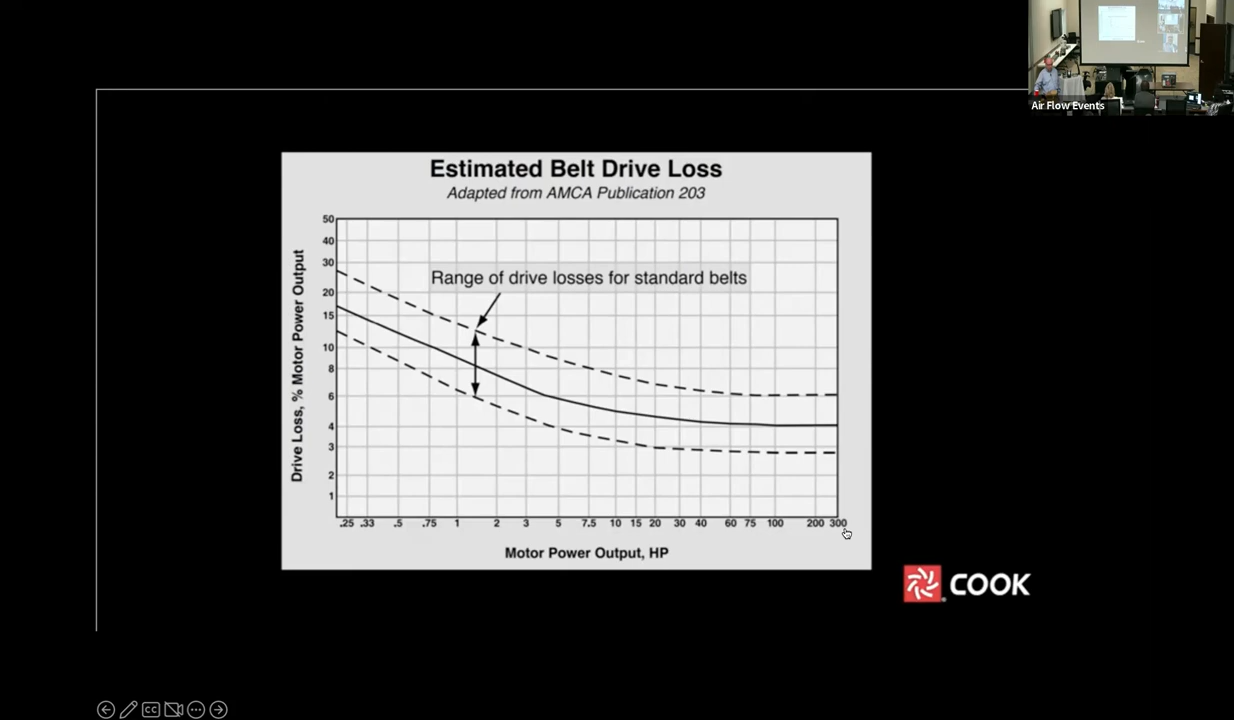 Air Flow Events
Estimated Belt Drive Loss
Adapted from AMCA Publication 203
Drive Loss, % Motor Power Output
50
40
30
20
15
10
8
6
4
3
2
1
Range of drive losses for standard belts
.25 .33 .5 .75 1 2 3 5 7.5 10 15 20 30 40 60 75 100 200 300
Motor Power Output, HP
COOK
CC